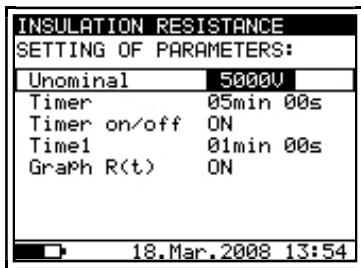 INSULATION RESISTANCE
SETTING OF PARAMETERS:
Unominal 5000V
Timer 05min 00s
Timer on/off ON
Time1 01min 00s
Graph R(t) ON
18.Mar.2008 13:54